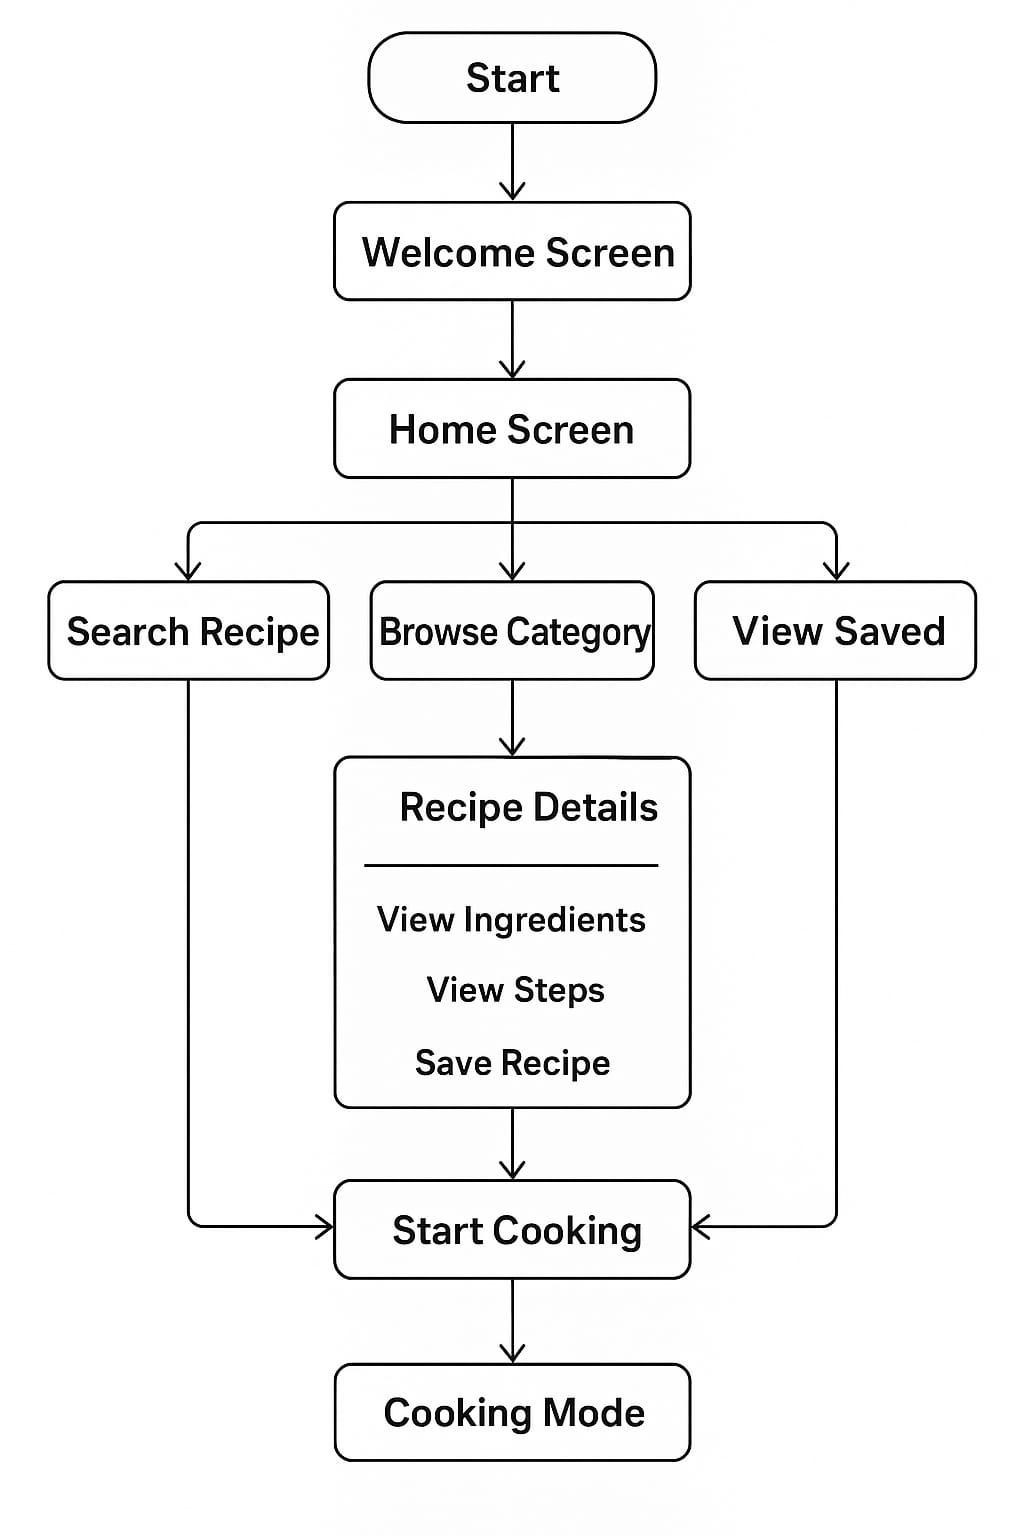 Start
Welcome Screen
Home Screen
Search Recipe
Browse Category
View Saved
Recipe Details
View Ingredients
View Steps
Save Recipe
Start Cooking
Cooking Mode